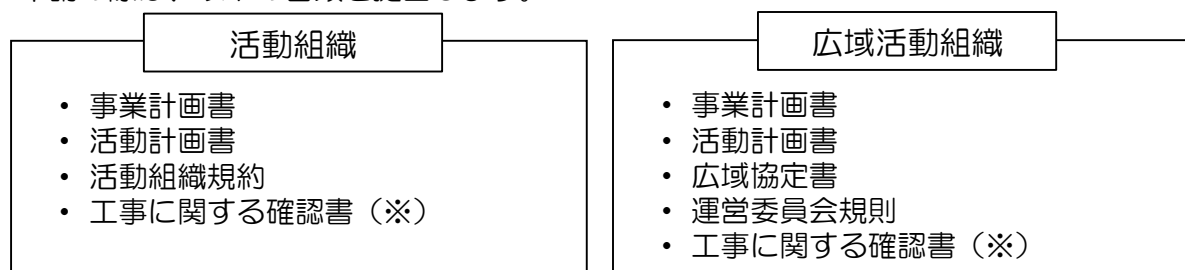 活動組織
・ 事業計画書
・ 活動計画書
・ 活動組織規約
・ 工事に関する確認書（※）
広域活動組織
・ 事業計画書
・ 活動計画書
・ 広域協定書
・ 運営委員会規則
・ 工事に関する確認書（※）